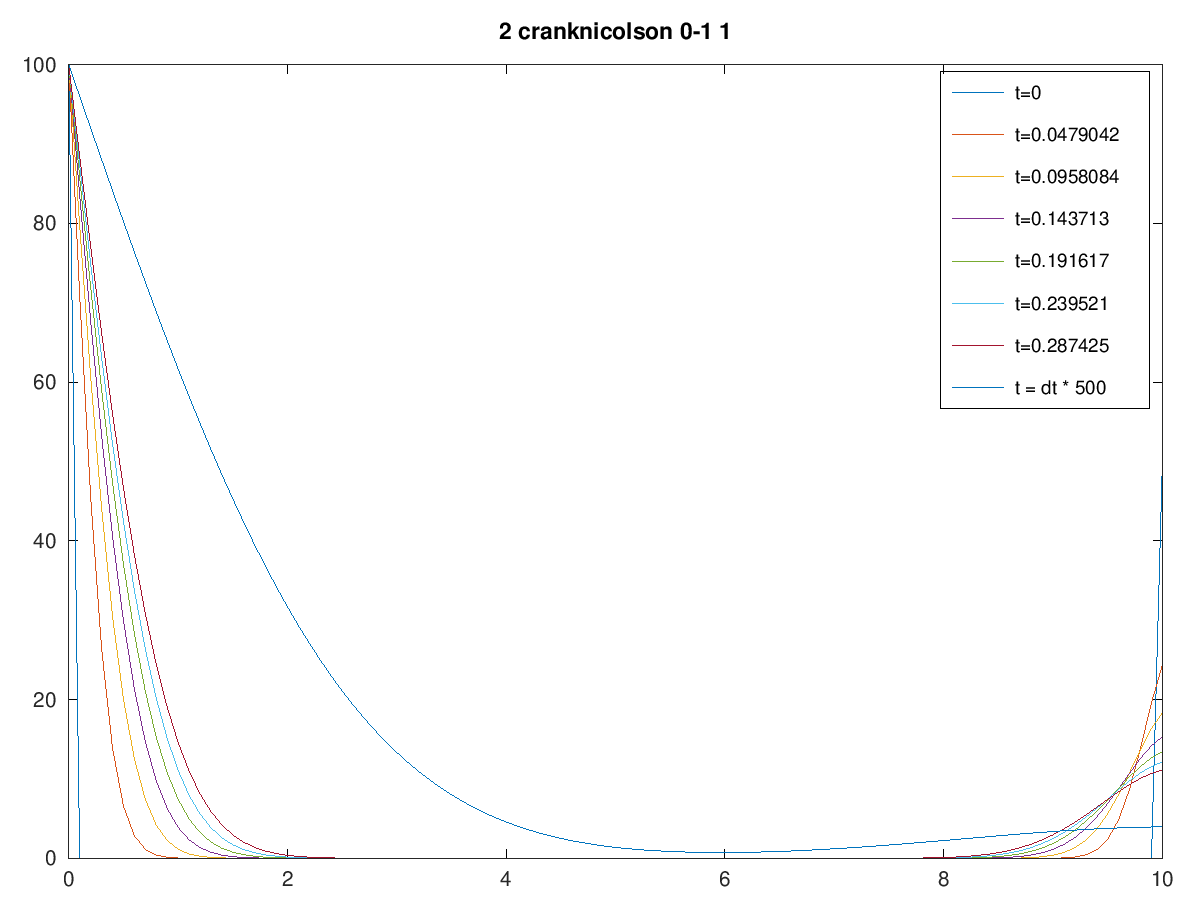 2 cranknicolson 0-1 1
100
80
60
40
20
0
0 2 4 6 8 10
t=0
t=0.0479042
t=0.0958084
t=0.143713
t=0.191617
t=0.239521
t=0.287425
t = dt * 500